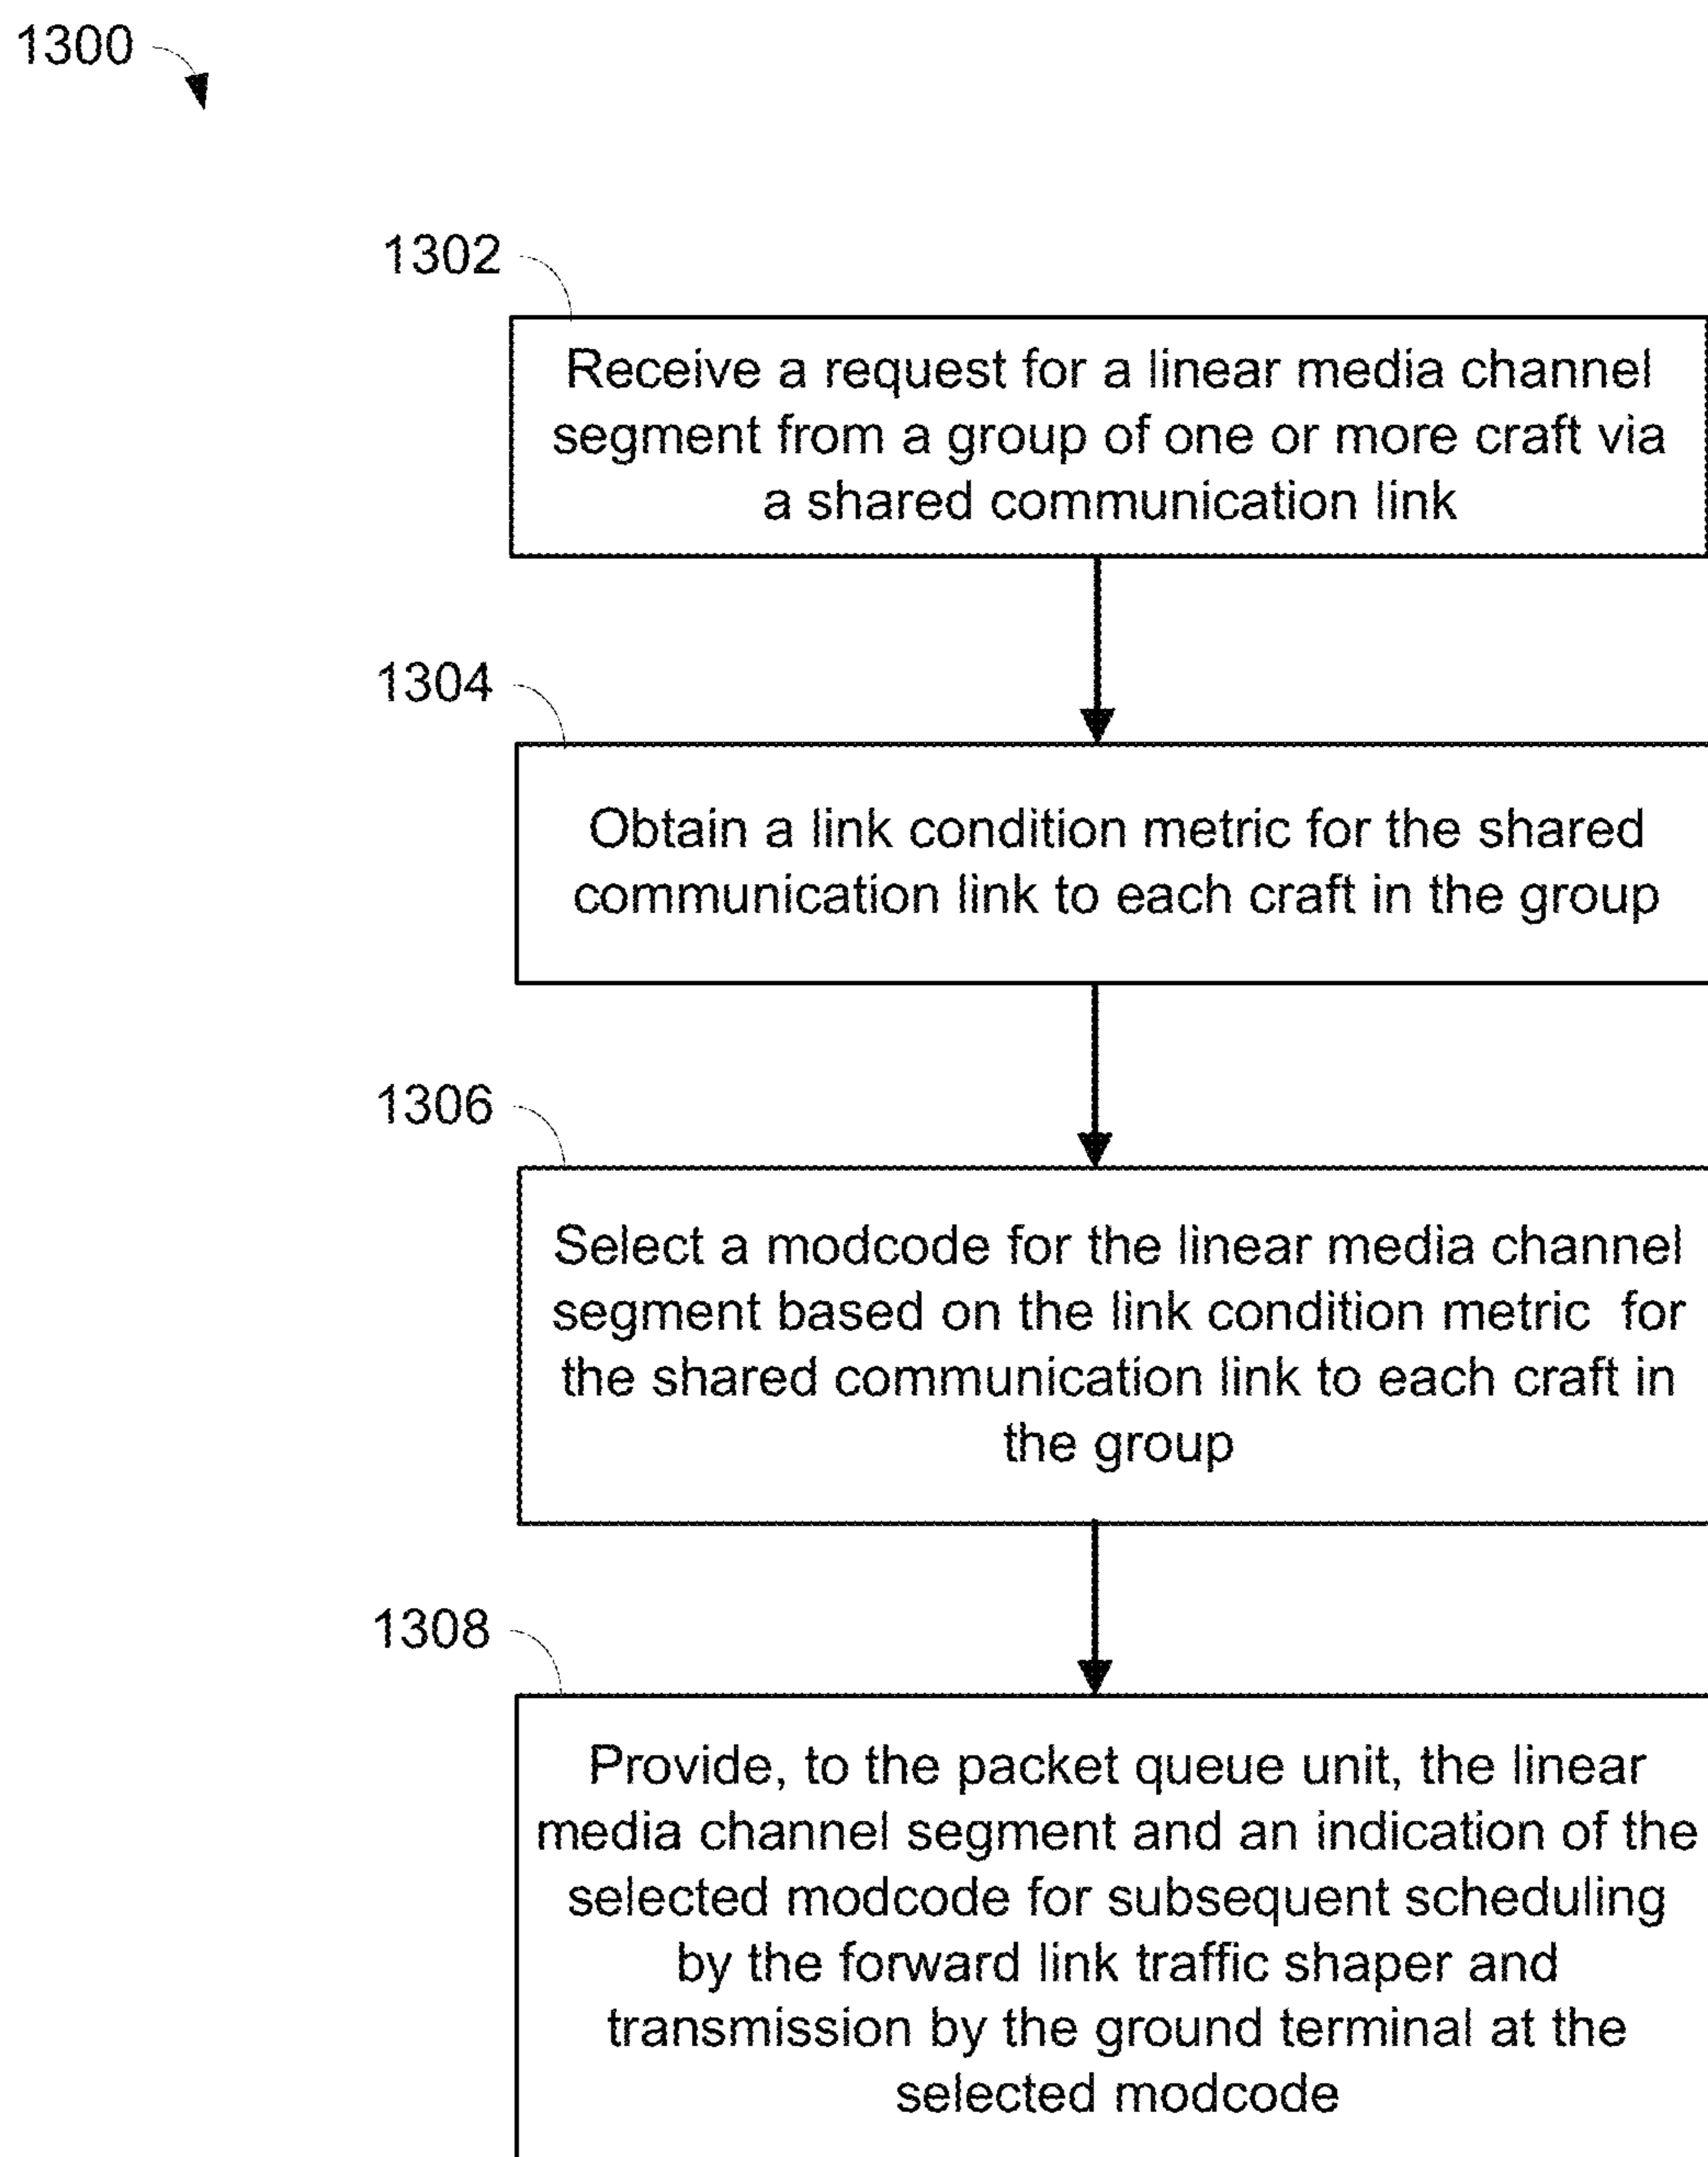 1300
1302
Receive a request for a linear media channel
segment from a group of one or more craft via
a shared communication link
1304
Obtain a link condition metric for the shared
communication link to each craft in the group
1306
Select a modcode for the linear media channel
segment based on the link condition metric for
the shared communication link to each craft in
the group
1308
Provide, to the packet queue unit, the linear
media channel segment and an indication of the
selected modcode for subsequent scheduling
by the forward link traffic shaper and
transmission by the ground terminal at the
selected modcode